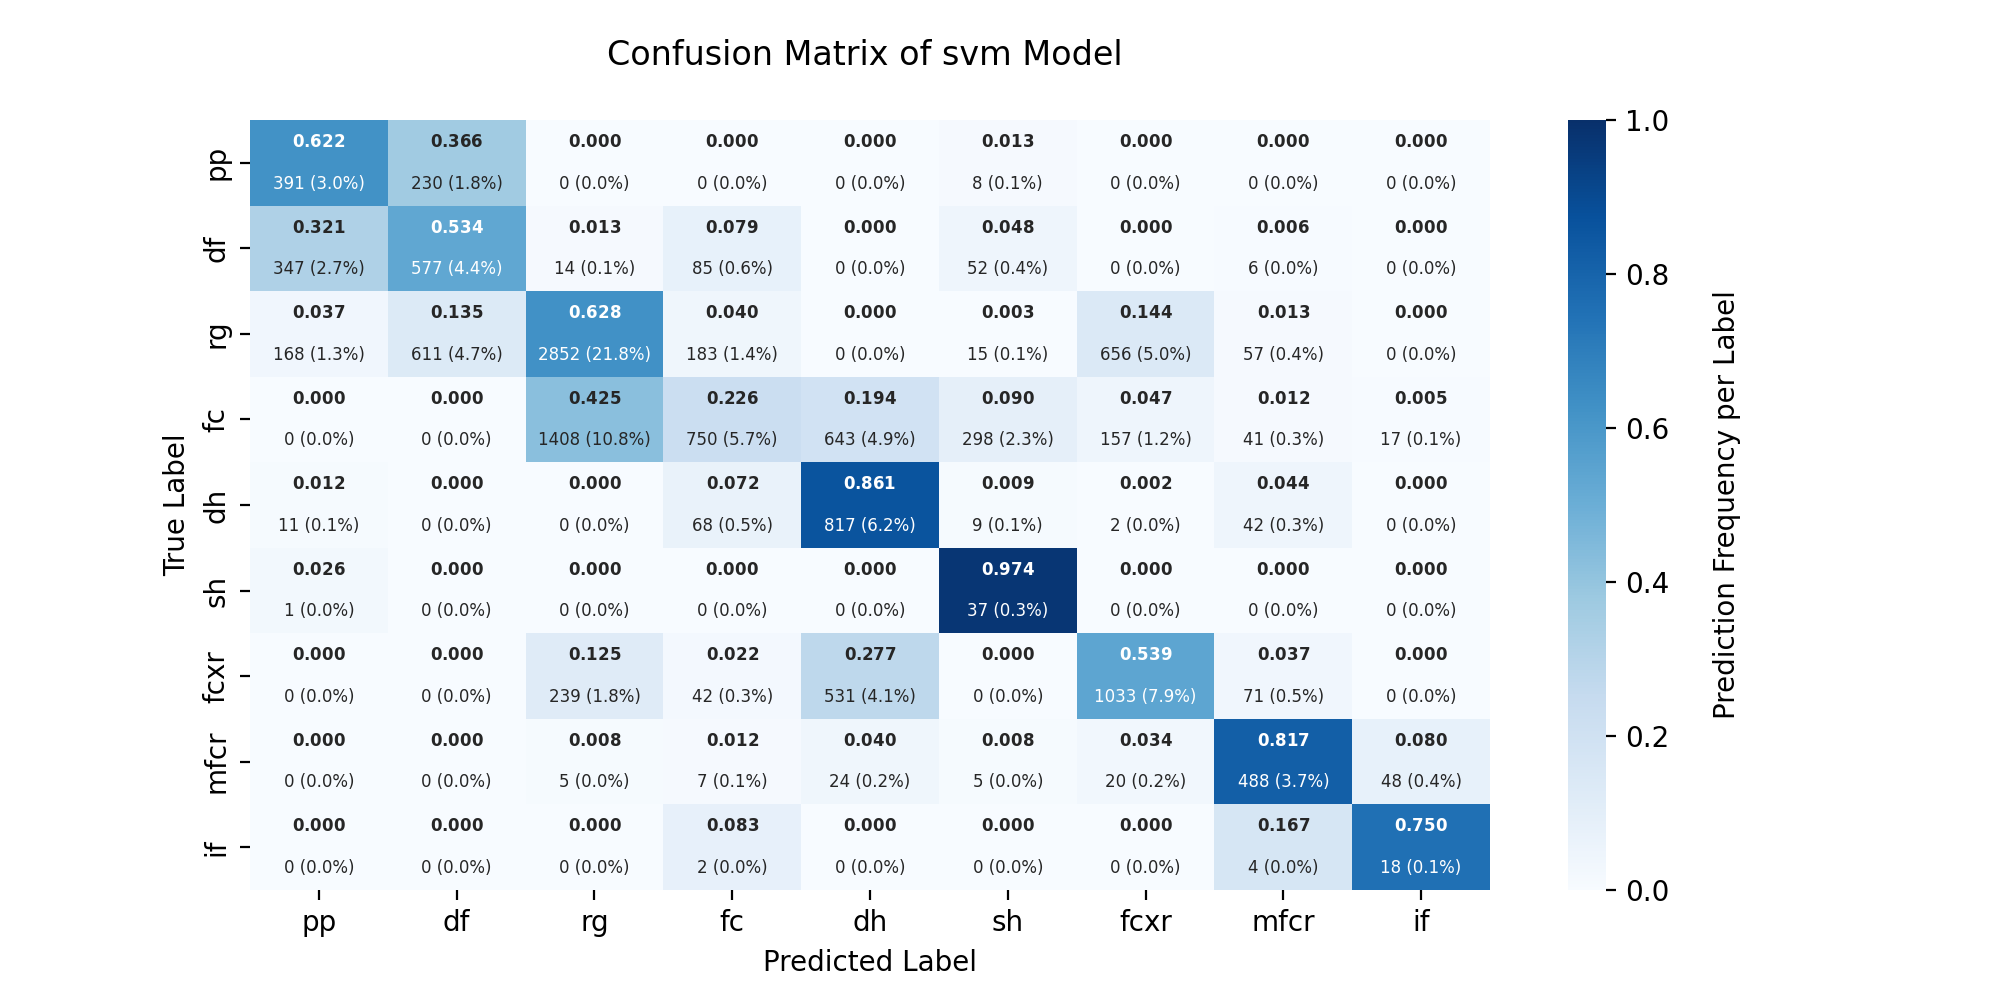 Confusion Matrix of svm Model
0.622 0.366 0.000 0.000 0.000 0.013 0.000 0.000 0.000
pp 391 (3.0%) 230 (1.8%) 0 (0.0%) 0 (0.0%) 0 (0.0%) 8 (0.1%) 0 (0.0%) 0 (0.0%) 0 (0.0%)
0.321 0.534 0.013 0.079 0.000 0.048 0.000 0.006 0.000
df 347 (2.7%) 577 (4.4%) 14 (0.1%) 85 (0.6%) 0 (0.0%) 52 (0.4%) 0 (0.0%) 6 (0.0%) 0 (0.0%)
0.037 0.135 0.628 0.040 0.000 0.003 0.144 0.013 0.000
rg 168 (1.3%) 611 (4.7%) 2852 (21.8%) 183 (1.4%) 0 (0.0%) 15 (0.1%) 656 (5.0%) 57 (0.4%) 0 (0.0%)
0.000 0.000 0.425 0.226 0.194 0.090 0.047 0.012 0.005
fc 0 (0.0%) 0 (0.0%) 1408 (10.8%) 750 (5.7%) 643 (4.9%) 298 (2.3%) 157 (1.2%) 41 (0.3%) 17 (0.1%)
0.012 0.000 0.000 0.072 0.861 0.009 0.002 0.044 0.000
dh 11 (0.1%) 0 (0.0%) 0 (0.0%) 68 (0.5%) 817 (6.2%) 9 (0.1%) 2 (0.0%) 42 (0.3%) 0 (0.0%)
0.026 0.000 0.000 0.000 0.000 0.974 0.000 0.000 0.000
sh 1 (0.0%) 0 (0.0%) 0 (0.0%) 0 (0.0%) 0 (0.0%) 37 (0.3%) 0 (0.0%) 0 (0.0%) 0 (0.0%)
0.000 0.000 0.125 0.022 0.277 0.000 0.539 0.037 0.000
fcxr 0 (0.0%) 0 (0.0%) 239 (1.8%) 42 (0.3%) 531 (4.1%) 0 (0.0%) 1033 (7.9%) 71 (0.5%) 0 (0.0%)
0.000 0.000 0.008 0.012 0.040 0.008 0.034 0.817 0.080
mfcr 0 (0.0%) 0 (0.0%) 5 (0.0%) 7 (0.1%) 24 (0.2%) 5 (0.0%) 20 (0.2%) 488 (3.7%) 48 (0.4%)
0.000 0.000 0.000 0.083 0.000 0.000 0.000 0.167 0.750
if 0 (0.0%) 0 (0.0%) 0 (0.0%) 2 (0.0%) 0 (0.0%) 0 (0.0%) 0 (0.0%) 4 (0.0%) 18 (0.1%)
pp df rg fc dh sh fcxr mfcr if
Predicted Label
True Label
1.0
0.8
0.6
0.4
0.2
0.0
Prediction Frequency per Label